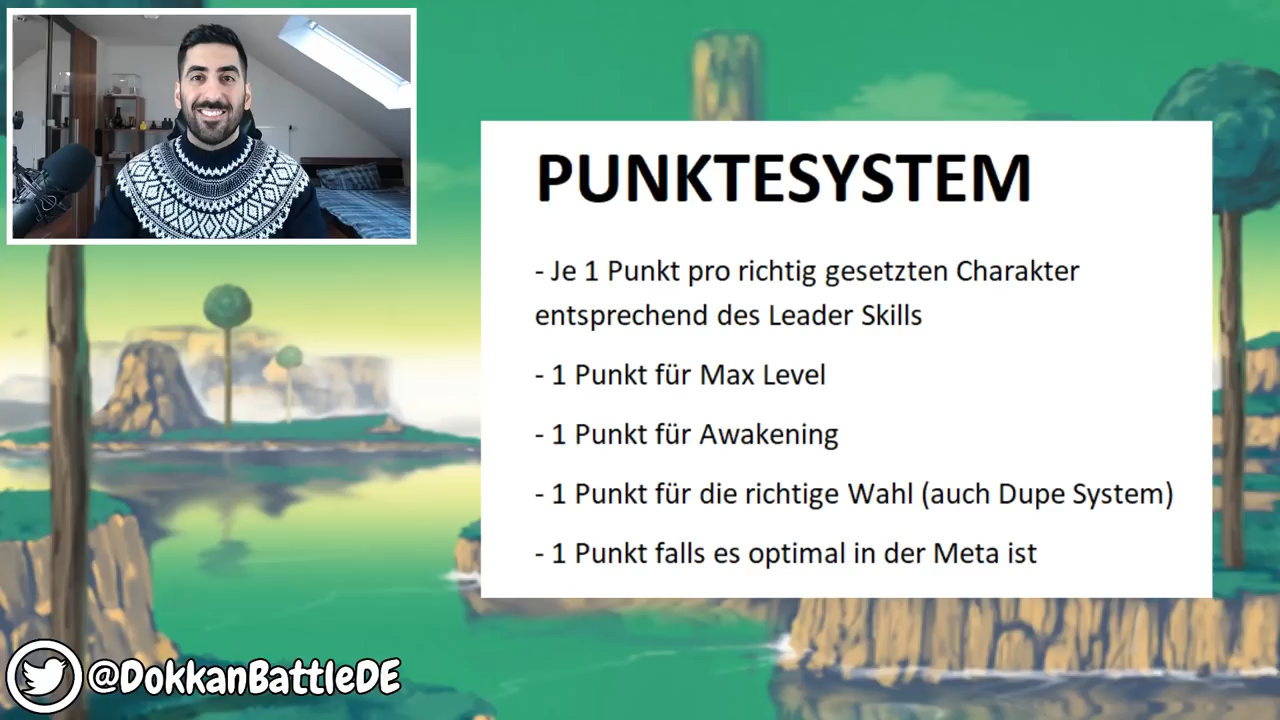 PUNKTESYSTEM
- Je 1 Punkt pro richtig gesetzten Charakter
entsprechend des Leader Skills
- 1 Punkt für Max Level
- 1 Punkt für Awakening
- 1 Punkt für die richtige Wahl (auch Dupe System)
- 1 Punkt falls es optimal in der Meta ist
@DokkanBattleDE